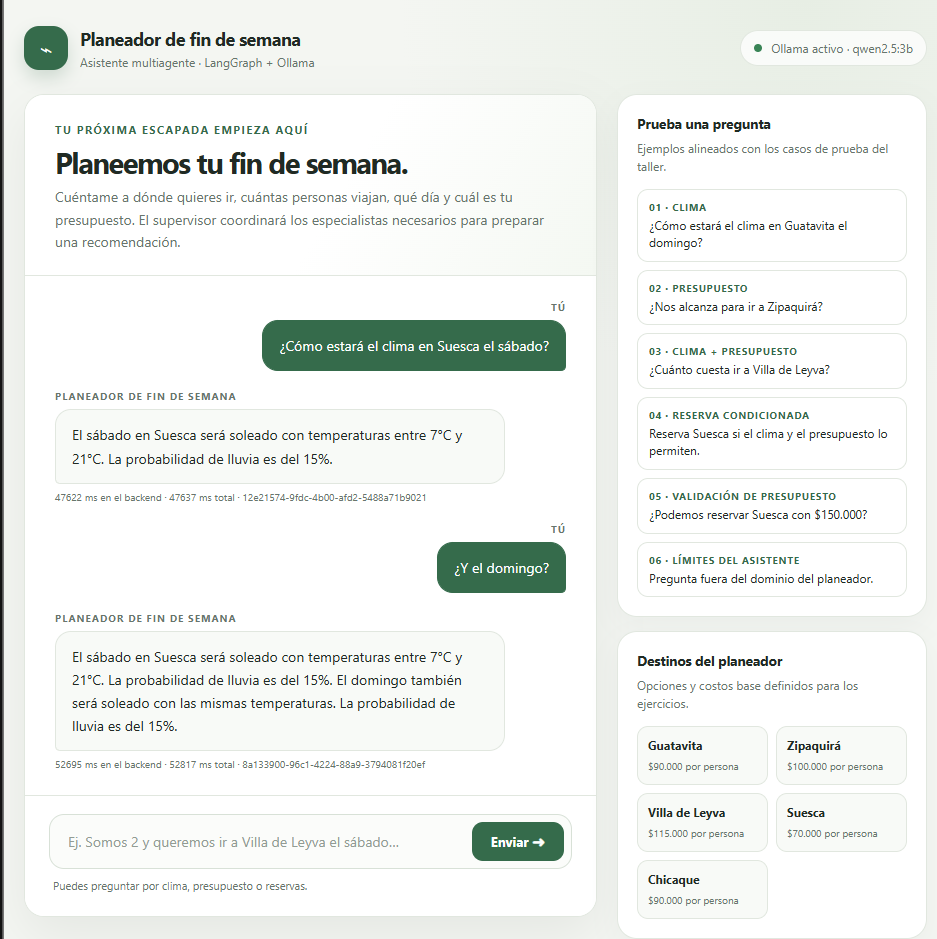 Planeador de fin de semana
Asistente multiagente · LangGraph + Ollama
Ollama activo · qwen2.5:3b
TU PRÓXIMA ESCAPADA EMPIEZA AQUÍ
Planeemos tu fin de semana.
Cuéntame a dónde quieres ir, cuántas personas viajan, qué día y cuál es tu
presupuesto. El supervisor coordinará los especialistas necesarios para preparar
una recomendación.
TÚ
¿Cómo estará el clima en Suesca el sábado?
PLANEADOR DE FIN DE SEMANA
El sábado en Suesca será soleado con temperaturas entre 7°C y
21°C. La probabilidad de lluvia es del 15%.
47622 ms en el backend · 47637 ms total · 12e21574-9fdc-4b00-afd2-5488a71b9021
TÚ
¿Y el domingo?
PLANEADOR DE FIN DE SEMANA
El sábado en Suesca será soleado con temperaturas entre 7°C y
21°C. La probabilidad de lluvia es del 15%. El domingo también
será soleado con las mismas temperaturas. La probabilidad de
lluvia es del 15%.
52695 ms en el backend · 52817 ms total · 8a133900-96c1-4224-88a9-3794081f20ef
Ej. Somos 2 y queremos ir a Villa de Leyva el sábado...
Enviar ➜
Puedes preguntar por clima, presupuesto o reservas.
Prueba una pregunta
Ejemplos alineados con los casos de prueba del
taller.
01 · CLIMA
¿Cómo estará el clima en Guatavita el
domingo?
02 · PRESUPUESTO
¿Nos alcanza para ir a Zipaquirá?
03 · CLIMA + PRESUPUESTO
¿Cuánto cuesta ir a Villa de Leyva?
04 · RESERVA CONDICIONADA
Reserva Suesca si el clima y el presupuesto lo
permiten.
05 · VALIDACIÓN DE PRESUPUESTO
¿Podemos reservar Suesca con $150.000?
06 · LÍMITES DEL ASISTENTE
Pregunta fuera del dominio del planeador.
Destinos del planeador
Opciones y costos base definidos para los
ejercicios.
Guatavita
$90.000 por persona
Zipaquirá
$100.000 por persona
Villa de Leyva
$115.000 por persona
Suesca
$70.000 por persona
Chicaque
$90.000 por persona